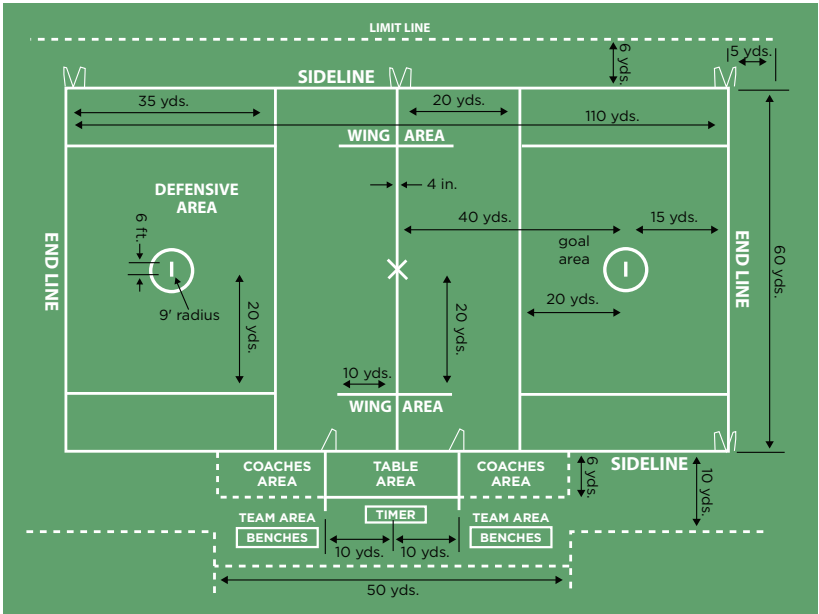 LIMIT LINE
6 yds.
5 yds.
SIDELINE
35 yds.
20 yds.
110 yds.
WING AREA
4 in.
DEFENSIVE
AREA
6 ft.
40 yds.
15 yds.
goal
area
END LINE
END LINE
60 yds.
9' radius
20 yds.
20 yds.
20 yds.
10 yds.
WING AREA
COACHES
AREA
TABLE
AREA
COACHES
AREA
6 yds.
SIDELINE
10 yds.
TEAM AREA
BENCHES
TIMER
TEAM AREA
BENCHES
10 yds.
10 yds.
50 yds.